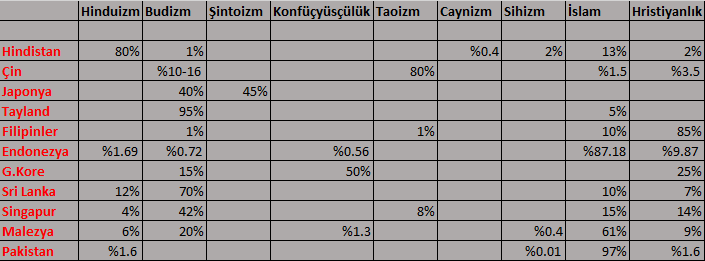 Hinduizm Budizm Şintoizm Konfüçyüsçülük Taoizm Caynizm Sihizm İslam Hristiyanlık
Hindistan 80% 1% %0.4 2% 13% 2%
Çin %10-16 80% %1.5 %3.5
Japonya 40% 45%
Tayland 95% 5%
Filipinler 1% 1% 10% 85%
Endonezya %1.69 %0.72 %0.56 %87.18 %9.87
G.Kore 15% 50% 25%
Sri Lanka 12% 70% 10% 7%
Singapur 4% 42% 8% 15% 14%
Malezya 6% 20% %1.3 %0.4 61% 9%
Pakistan %1.6 %0.01 97% %1.6